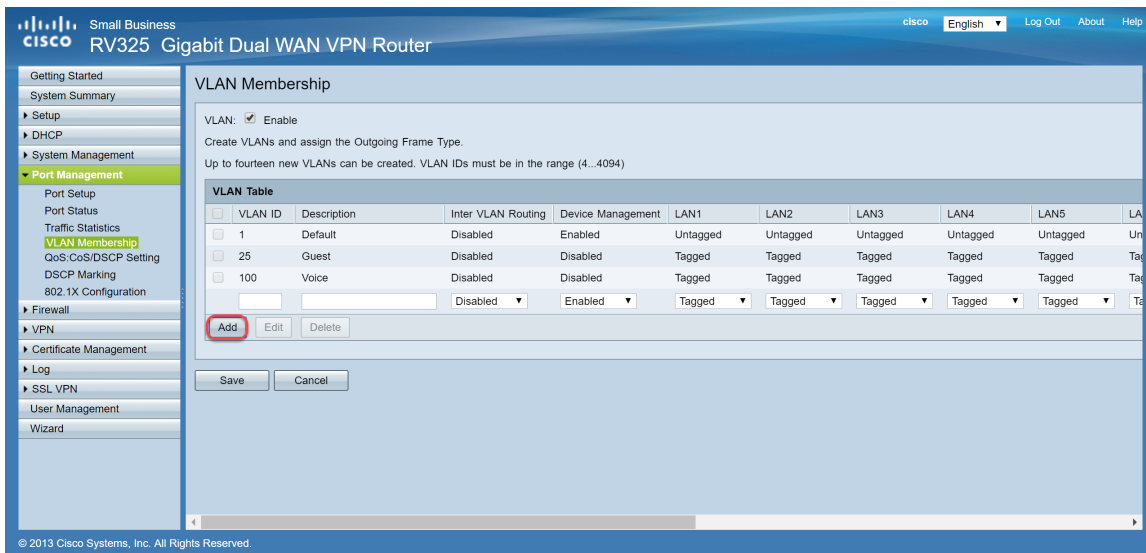 Small Business
cisco English Log Out About Help
CISCO RV325 Gigabit Dual WAN VPN Router
Getting Started
System Summary
Setup
DHCP
System Management
Port Management
Port Setup
Port Status
Traffic Statistics
VLAN Membership
QoS:CoS/DSCP Setting
DSCP Marking
802.1X Configuration
Firewall
VPN
Certificate Management
Log
SSL VPN
User Management
Wizard
VLAN Membership
VLAN: Enable
Create VLANs and assign the Outgoing Frame Type.
Up to fourteen new VLANs can be created. VLAN IDs must be in the range (4...4094)
VLAN Table
VLAN ID Description Inter VLAN Routing Device Management LAN1 LAN2 LAN3 LAN4 LAN5 LA
1 Default Disabled Enabled Untagged Untagged Untagged Untagged Untagged Un
25 Guest Disabled Disabled Tagged Tagged Tagged Tagged Tagged Tag
100 Voice Disabled Disabled Tagged Tagged Tagged Tagged Tagged Tag
Disabled Enabled Tagged Tagged Tagged Tagged Tagged Ta
Add Edit Delete
Save Cancel
© 2013 Cisco Systems, Inc. All Rights Reserved.